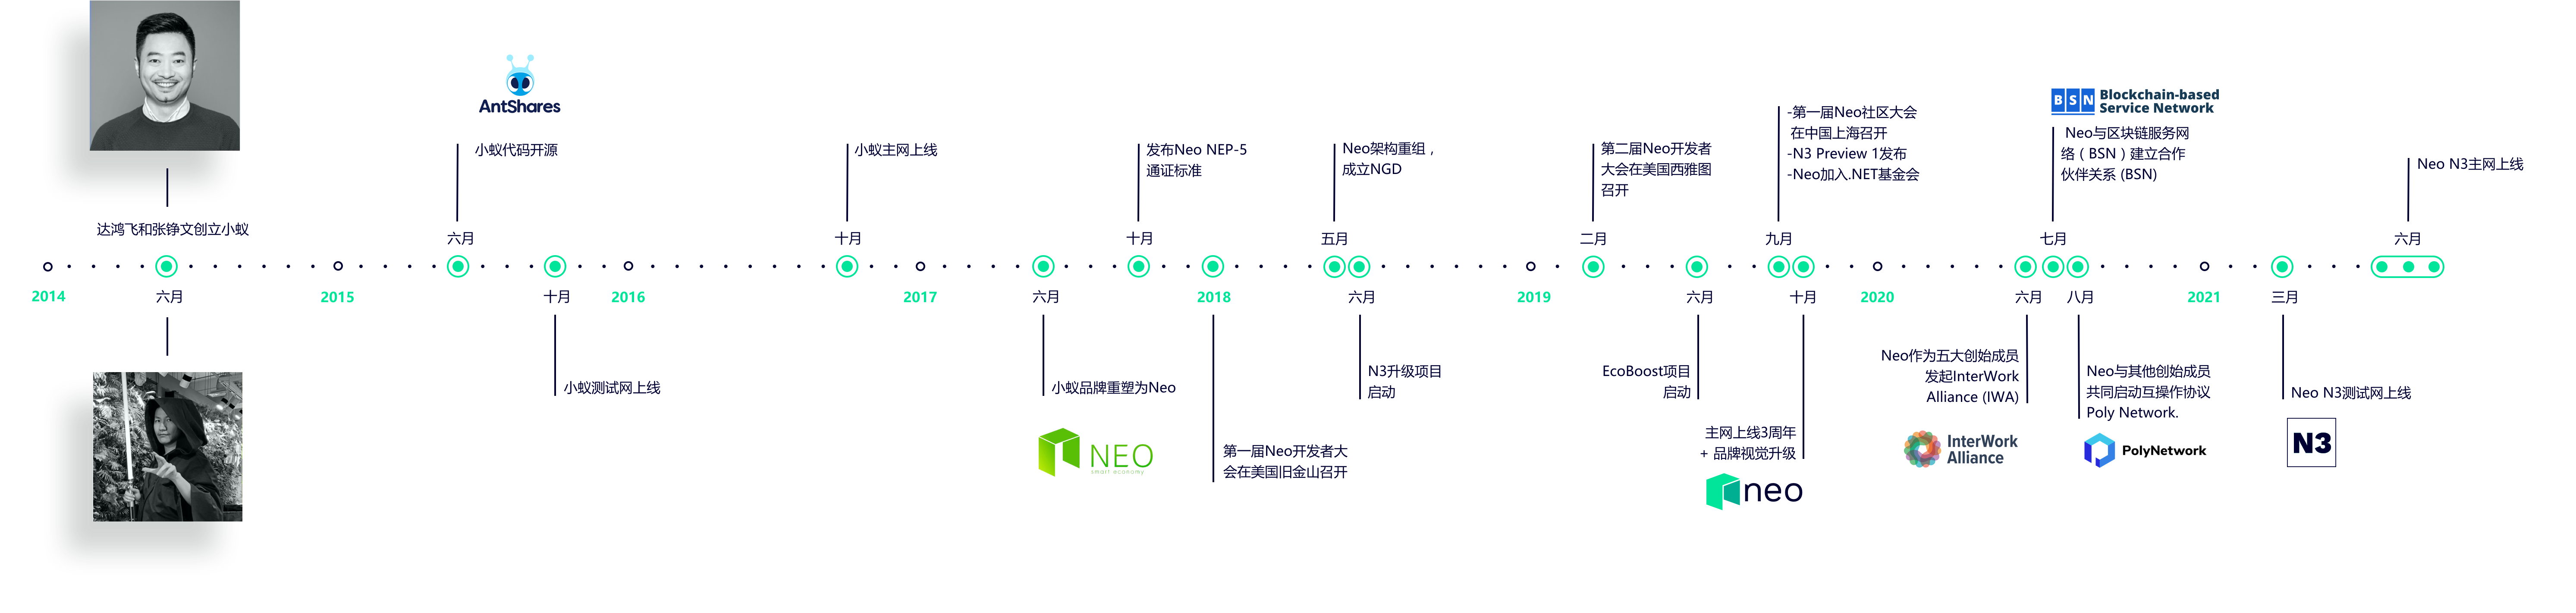 达鸿飞和张铮文创立小蚁
2014
六月
2015
AntShares
小蚁代码开源
六月
十月
小蚁测试网上线
2016
小蚁主网上线
十月
2017
六月
小蚁品牌重塑为Neo
NEO
smart economy
发布Neo NEP-5
通证标准
十月
2018
第一届Neo开发者大
会在美国旧金山召开
Neo架构重组，
成立NGD
五月
六月
N3升级项目
启动
2019
第二届Neo开发者
大会在美国西雅图
召开
二月
六月
EcoBoost项目
启动
-第一届Neo社区大会
在中国上海召开
-N3 Preview 1发布
-Neo加入.NET基金会
九月
十月
主网上线3周年
+ 品牌视觉升级
neo
2020
六月
Neo作为五大创始成员
发起InterWork
Alliance (IWA)
InterWork
Alliance
BSN
Blockchain-based
Service Network
Neo与区块链服务网
络（BSN）建立合作
伙伴关系 (BSN)
七月
八月
Neo与其他创始成员
共同启动互操作协议
Poly Network.
PolyNetwork
2021
三月
Neo N3测试网上线
N3
Neo N3主网上线
六月